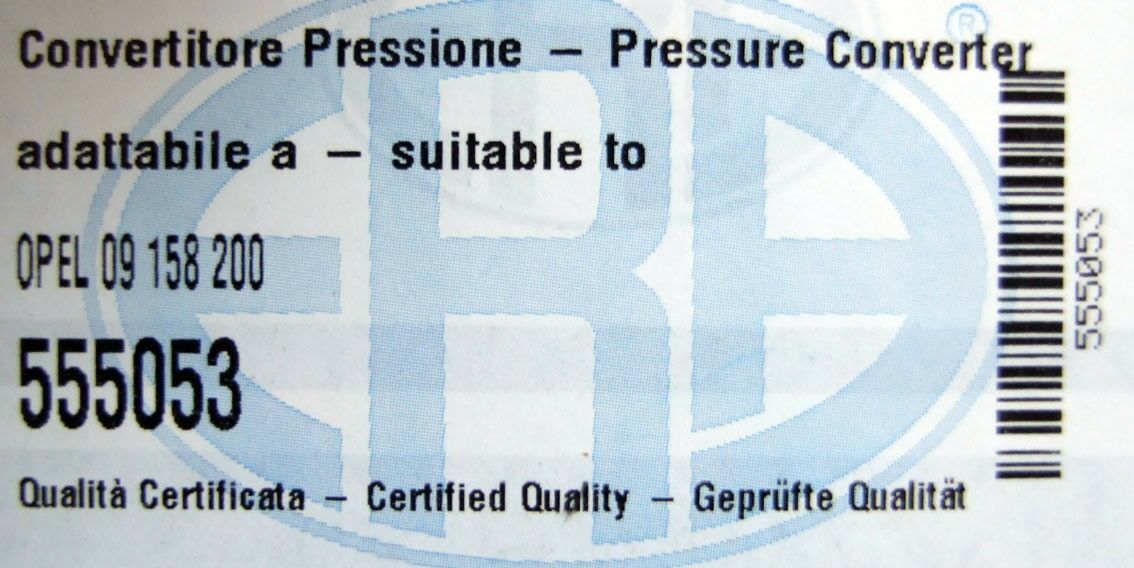 Convertitore Pressione – Pressure Converter
adattabile a – suitable to
OPEL 09 158 200
555053
Qualità Certificata – Certified Quality – Geprüfte Qualität
555053
ERA
®